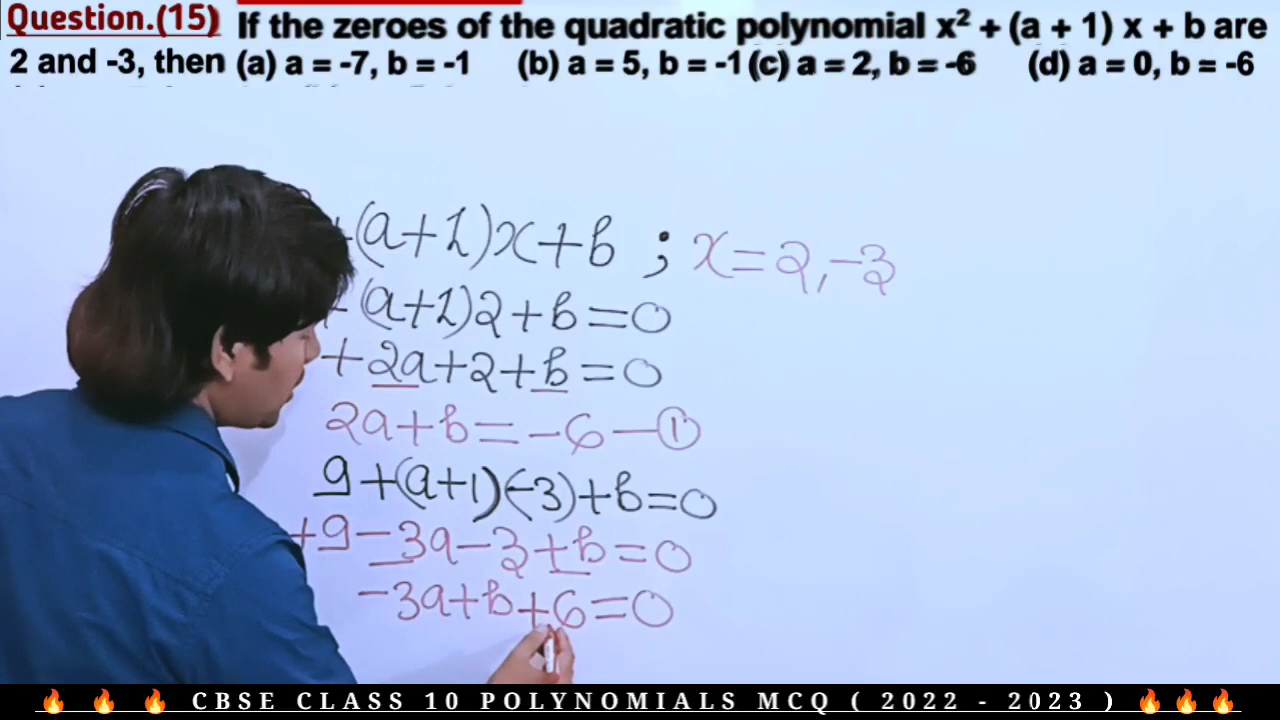 Question.(15) If the zeroes of the quadratic polynomial x² + (a + 1) x + b are
2 and -3, then (a) a = -7, b = -1 (b) a = 5, b = -1 (c) a = 2, b = -6 (d) a = 0, b = -6
(a+1)x+b ; x=2,-3
(a+1)2+b=0
+2a+2+b=0
2a+b=-6-①
9+(a+1)(-3)+b=0
+9-3a-3+b=0
-3a+b+6=0
🔥 🔥 🔥 CBSE CLASS 10 POLYNOMIALS MCQ ( 2022 - 2023 ) 🔥🔥🔥